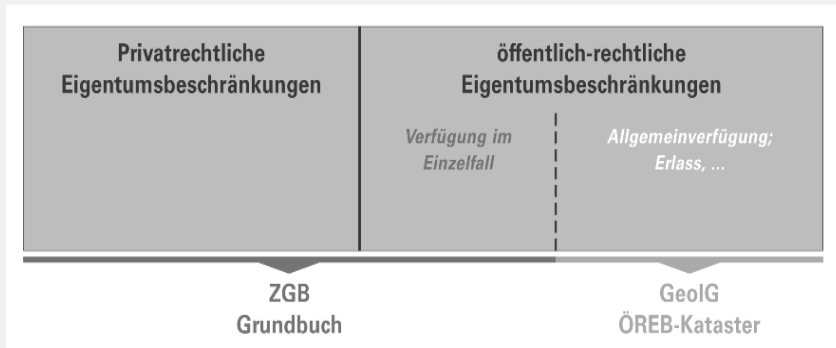 Privatrechtliche
Eigentumsbeschränkungen
öffentlich-rechtliche
Eigentumsbeschränkungen
Verfügung im
Einzelfall
Allgemeinverfügung;
Erlass, ...
ZGB
Grundbuch
GeoIG
ÖREB-Kataster